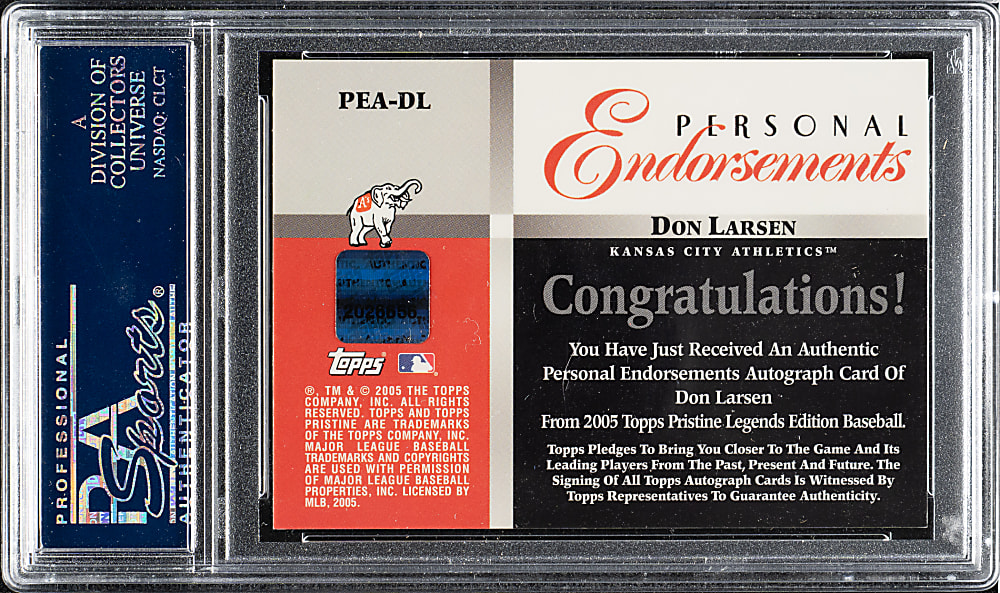 A
DIVISION OF
COLLECTORS
UNIVERSE
NASDAQ: CLCT
PROFESSIONAL
PSA
Sports®
AUTHENTICATOR
PEA-DL
A's
2026656
Topps®
®, TM & © 2005 THE TOPPS
COMPANY, INC. ALL RIGHTS
RESERVED. TOPPS AND TOPPS
PRISTINE ARE TRADEMARKS
OF THE TOPPS COMPANY, INC.
MAJOR LEAGUE BASEBALL
TRADEMARKS AND COPYRIGHTS
ARE USED WITH PERMISSION
OF MAJOR LEAGUE BASEBALL
PROPERTIES, INC. LICENSED BY
MLB, 2005.
PERSONAL
Endorsements
DON LARSEN
KANSAS CITY ATHLETICS™
Congratulations!
You Have Just Received An Authentic
Personal Endorsements Autograph Card Of
Don Larsen
From 2005 Topps Pristine Legends Edition Baseball.
Topps Pledges To Bring You Closer To The Game And Its
Leading Players From The Past, Present And Future. The
Signing Of All Topps Autograph Cards Is Witnessed By
Topps Representatives To Guarantee Authenticity.